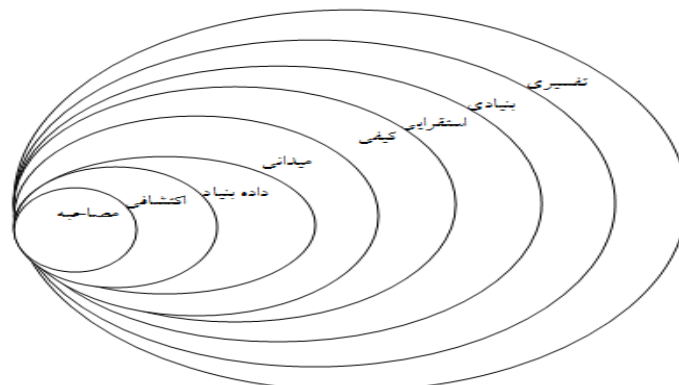 تفسیری
بنیادی
استقرایی
کیفی
میدانی
داده بنیاد
اکتشافی
مصاحبه